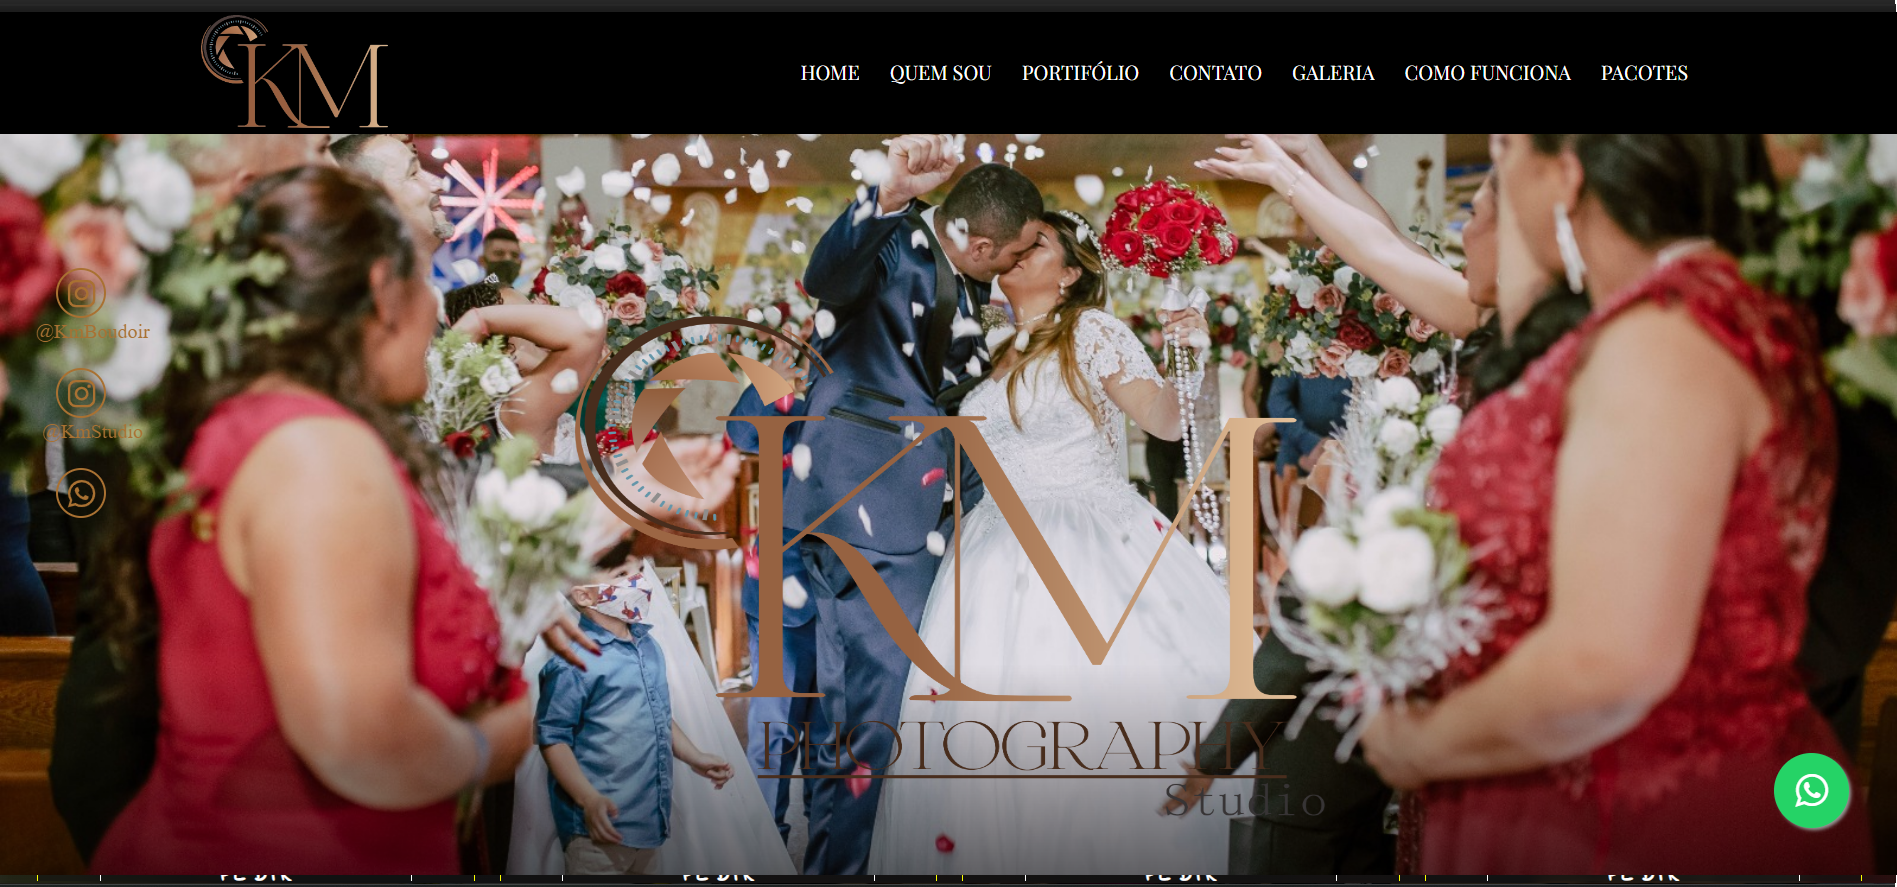 KM
HOME QUEM SOU PORTIFÓLIO CONTATO GALERIA COMO FUNCIONA PACOTES
@KmBoudoir
@KmStudio
KM
PHOTOGRAPHY
Studio